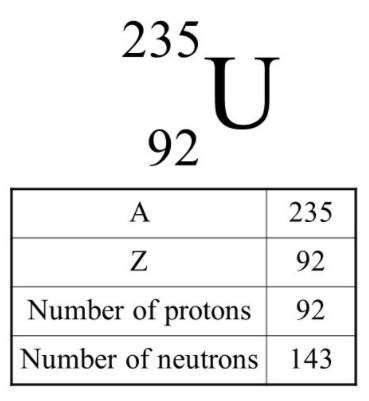 235
U
92
A 235
Z 92
Number of protons 92
Number of neutrons 143